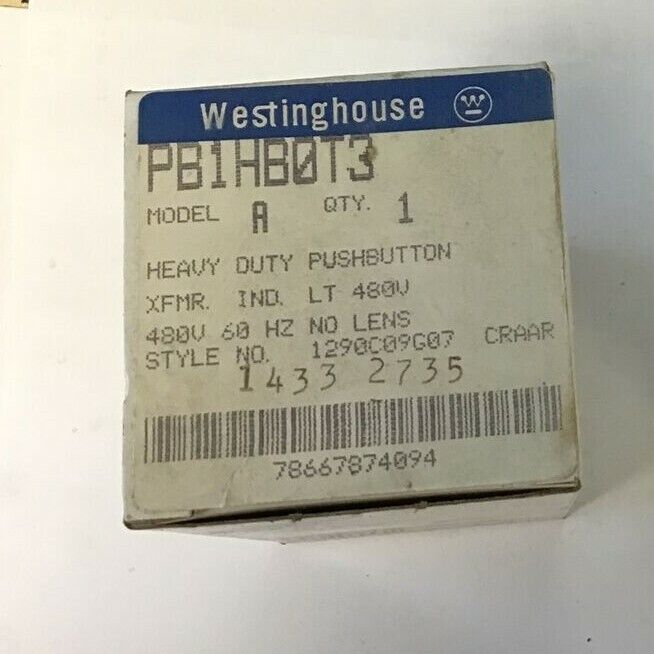 Westinghouse W
PB1HB0T3
MODEL A QTY. 1
HEAVY DUTY PUSHBUTTON
XFMR. IND. LT 480V
480V 60 HZ NO LENS
STYLE NO. 1290C09G07 CRAAR
1433 2735
78667874094